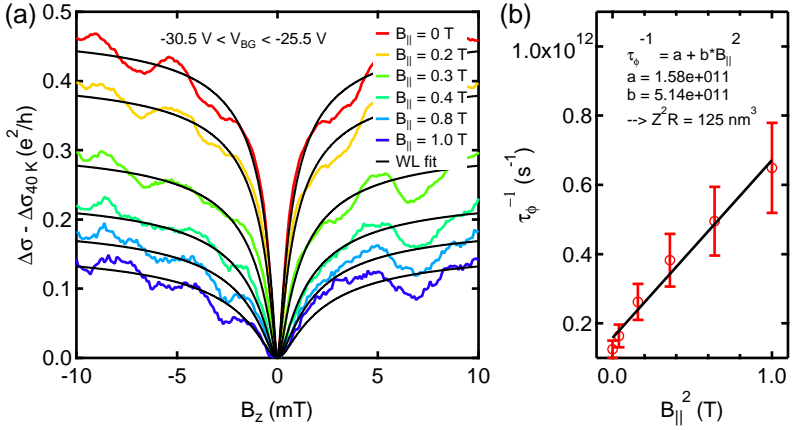 (a)
-30.5 V < V_BG < -25.5 V
B_|| = 0 T
B_|| = 0.2 T
B_|| = 0.3 T
B_|| = 0.4 T
B_|| = 0.8 T
B_|| = 1.0 T
WL fit
Δσ - Δσ_40 K (e²/h)
0.5
0.4
0.3
0.2
0.1
0.0
-10
-5
0
5
10
B_z (mT)
(b)
τ_ϕ^-1 = a + b*B_||^2
a = 1.58e+011
b = 5.14e+011
--> Z²R = 125 nm³
τ_ϕ^-1 (s^-1)
1.0x10^12
0.8
0.6
0.4
0.2
0.0
1.0
B_||^2 (T)